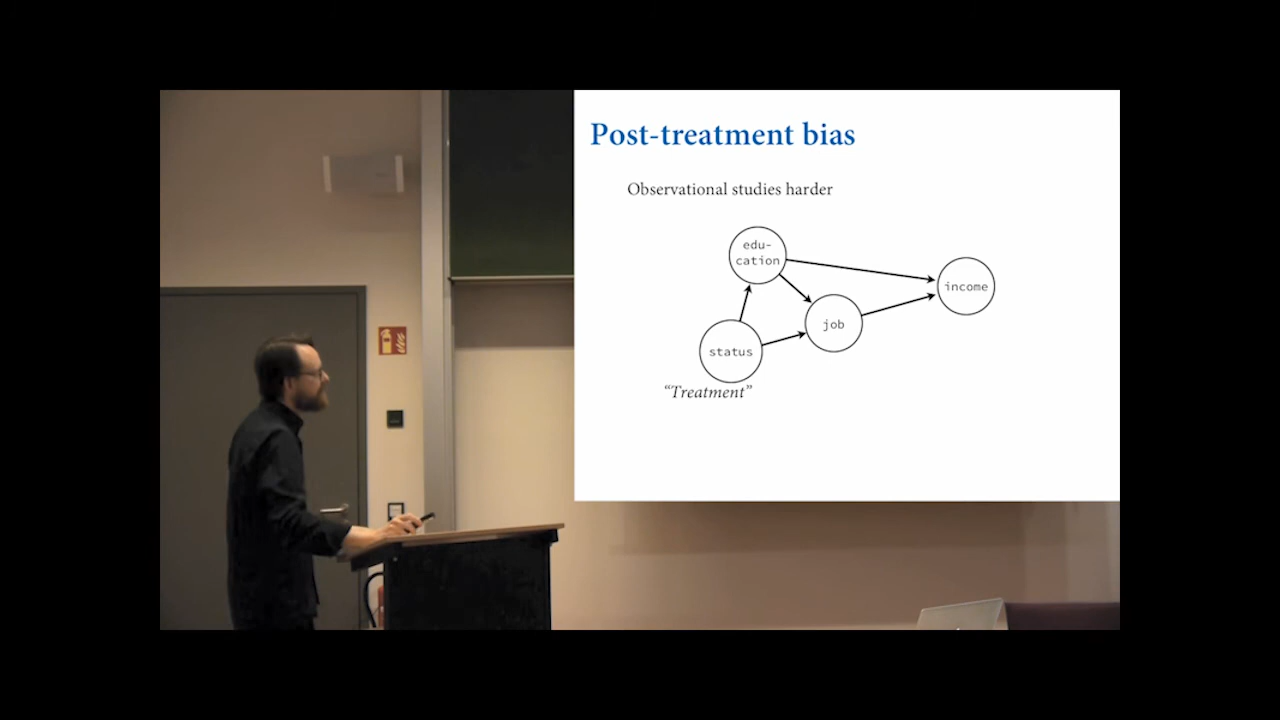 Post-treatment bias
Observational studies harder
edu-
cation
income
job
status
“Treatment”